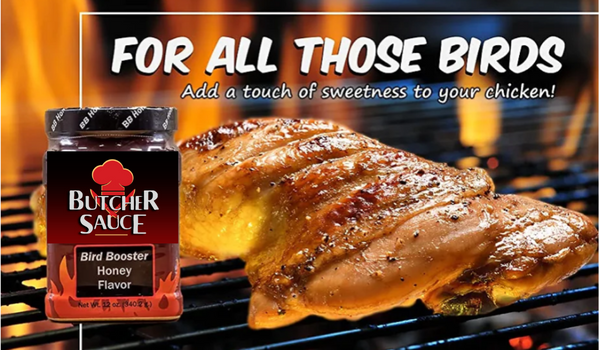 FOR ALL THOSE BIRDS
Add a touch of sweetness to your chicken!
BUTCHER
SAUCE
Bird Booster
Honey
Flavor